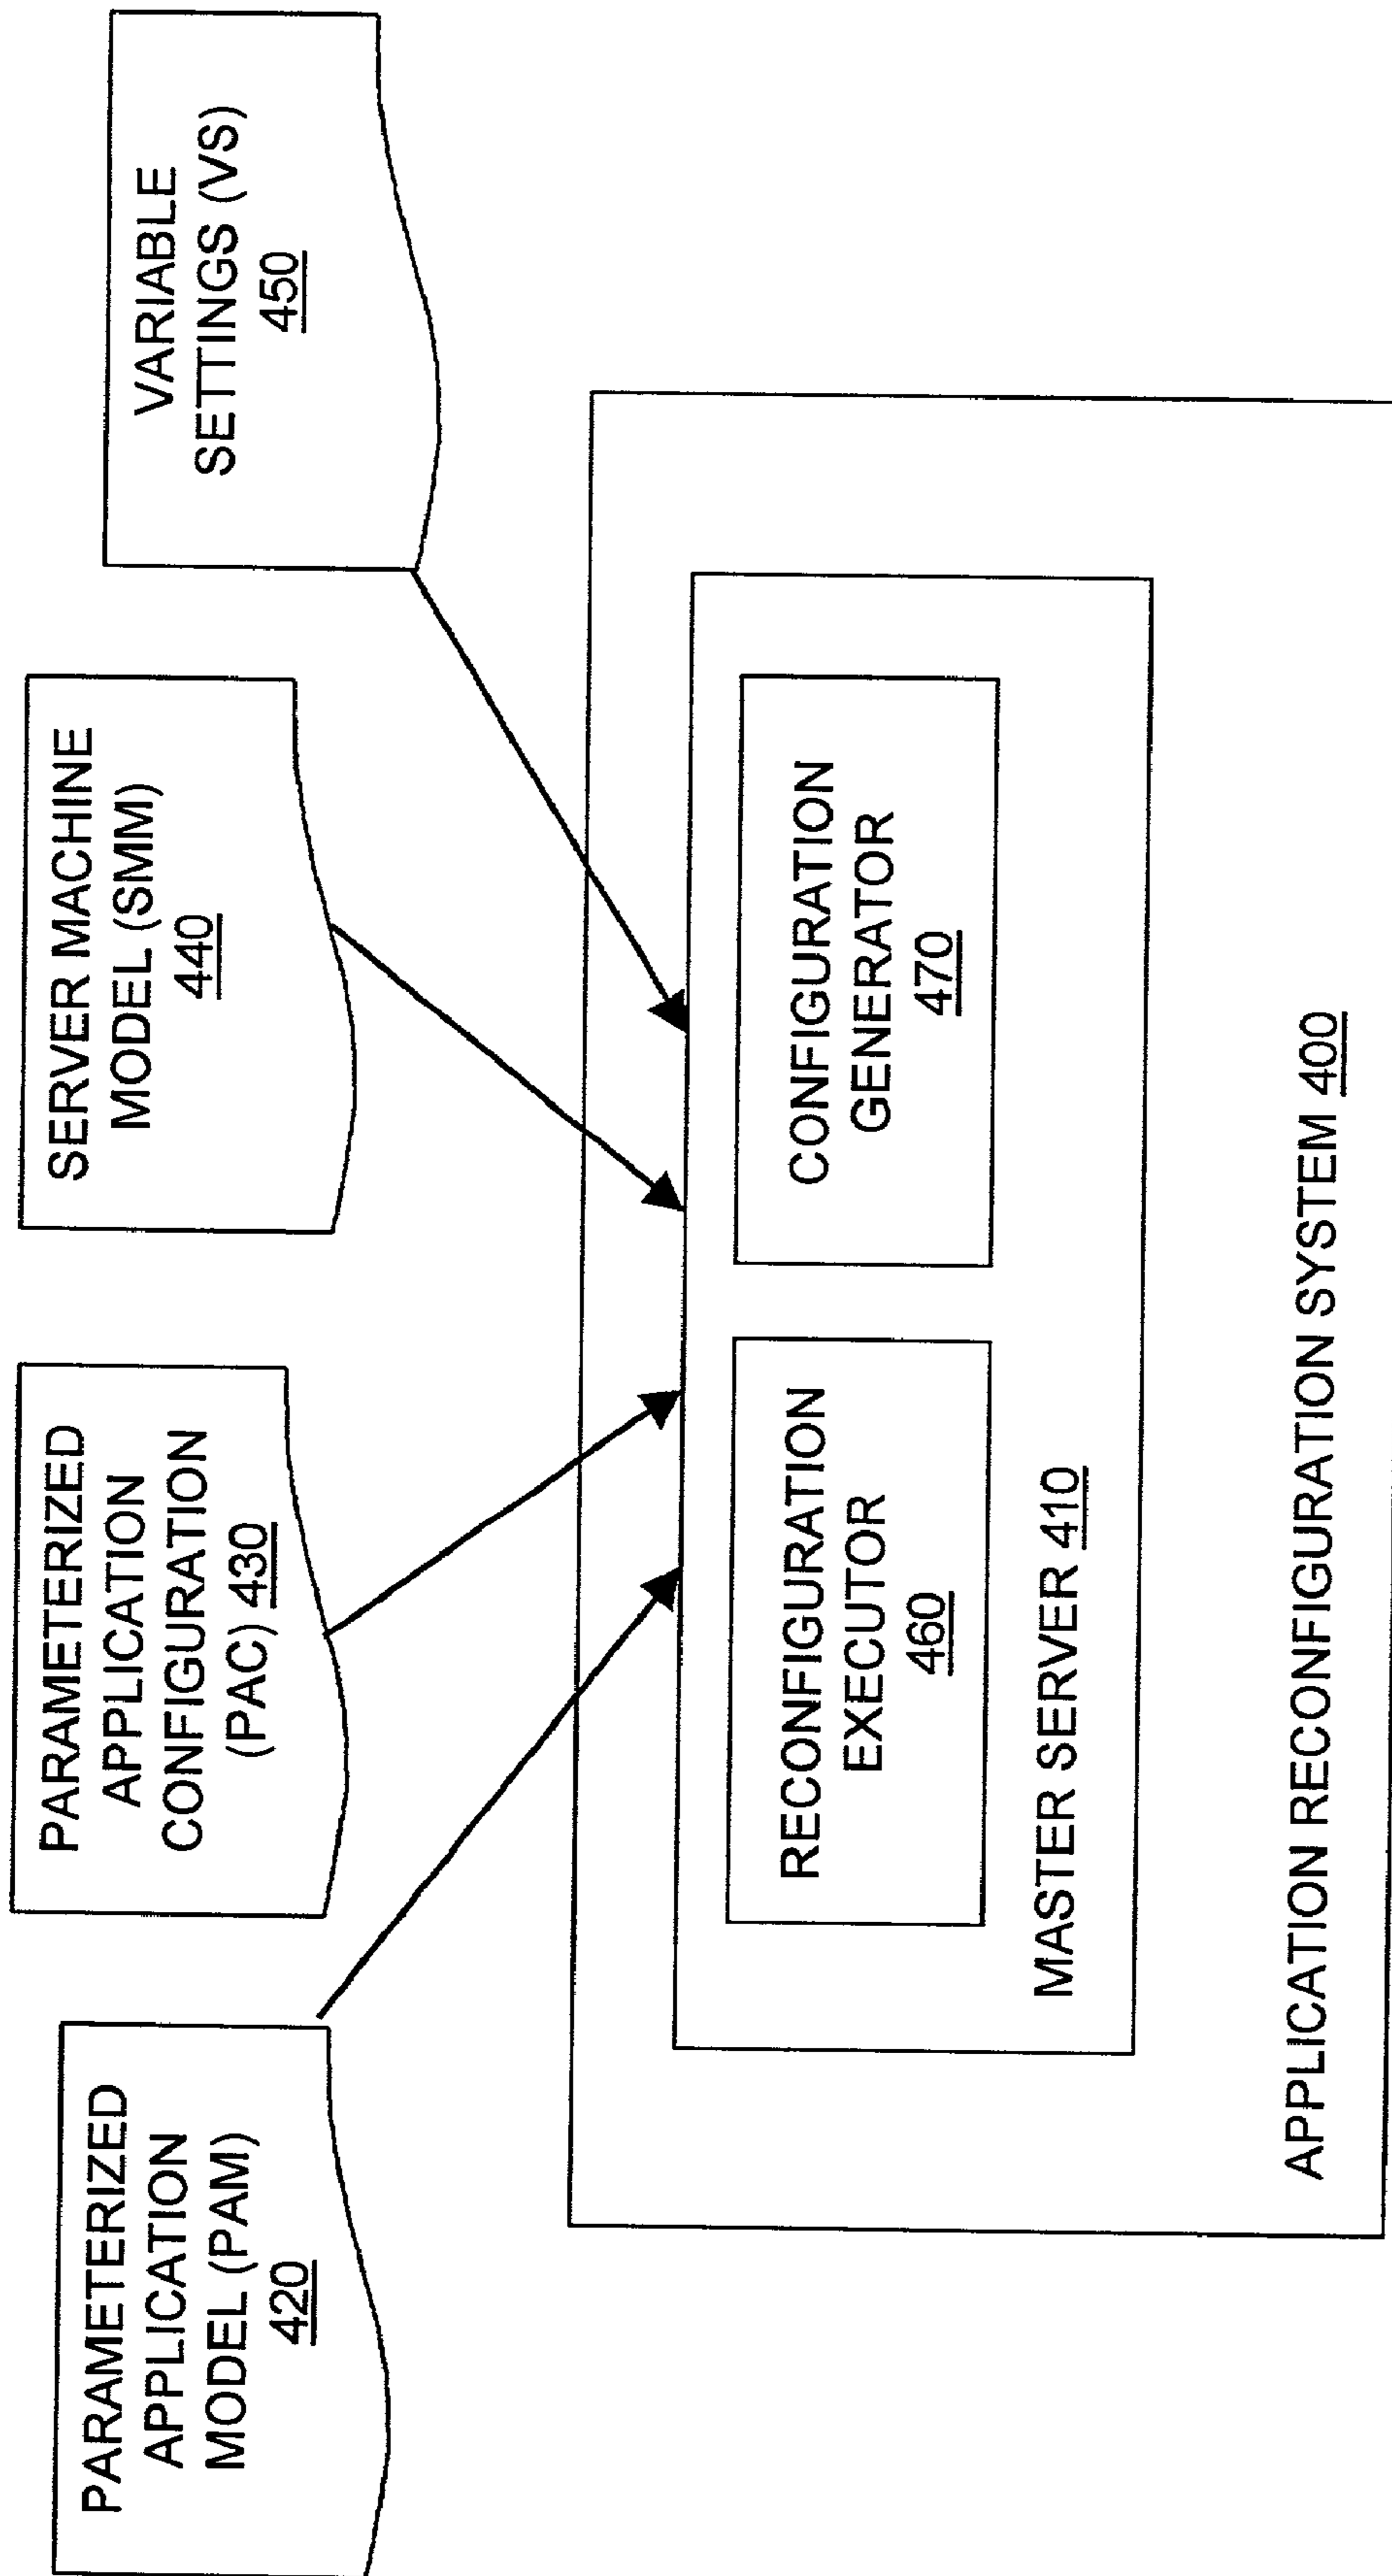 PARAMETERIZED
APPLICATION
MODEL (PAM)
420
PARAMETERIZED
APPLICATION
CONFIGURATION
(PAC) 430
SERVER MACHINE
MODEL (SMM)
440
VARIABLE
SETTINGS (VS)
450
RECONFIGURATION
EXECUTOR
460
CONFIGURATION
GENERATOR
470
MASTER SERVER 410
APPLICATION RECONFIGURATION SYSTEM 400